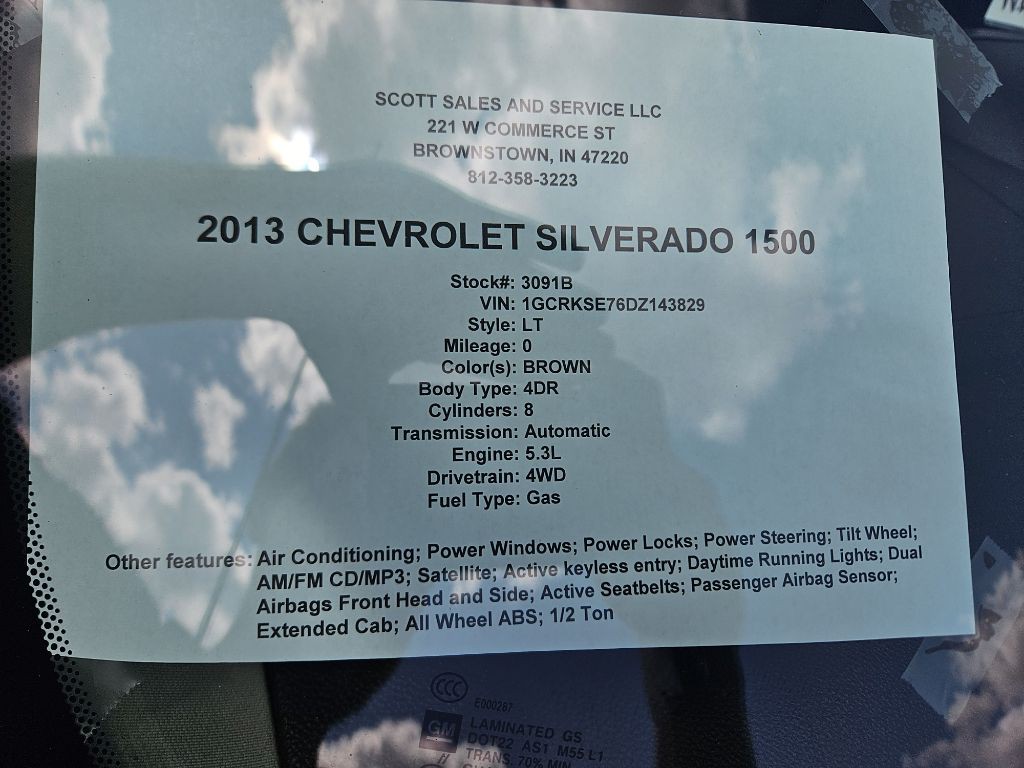 SCOTT SALES AND SERVICE LLC
221 W COMMERCE ST
BROWNSTOWN, IN 47220
812-358-3223
2013 CHEVROLET SILVERADO 1500
Stock#: 3091B
VIN: 1GCRKSE76DZ143829
Style: LT
Mileage: 0
Color(s): BROWN
Body Type: 4DR
Cylinders: 8
Transmission: Automatic
Engine: 5.3L
Drivetrain: 4WD
Fuel Type: Gas
Other features: Air Conditioning; Power Windows; Power Locks; Power Steering; Tilt Wheel;
AM/FM CD/MP3; Satellite; Active keyless entry; Daytime Running Lights; Dual
Airbags Front Head and Side; Active Seatbelts; Passenger Airbag Sensor;
Extended Cab; All Wheel ABS; 1/2 Ton
CCC
E000287
GM
LAMINATED GS
DOT22 AS1 M55 L1
TRANS 70% MIN